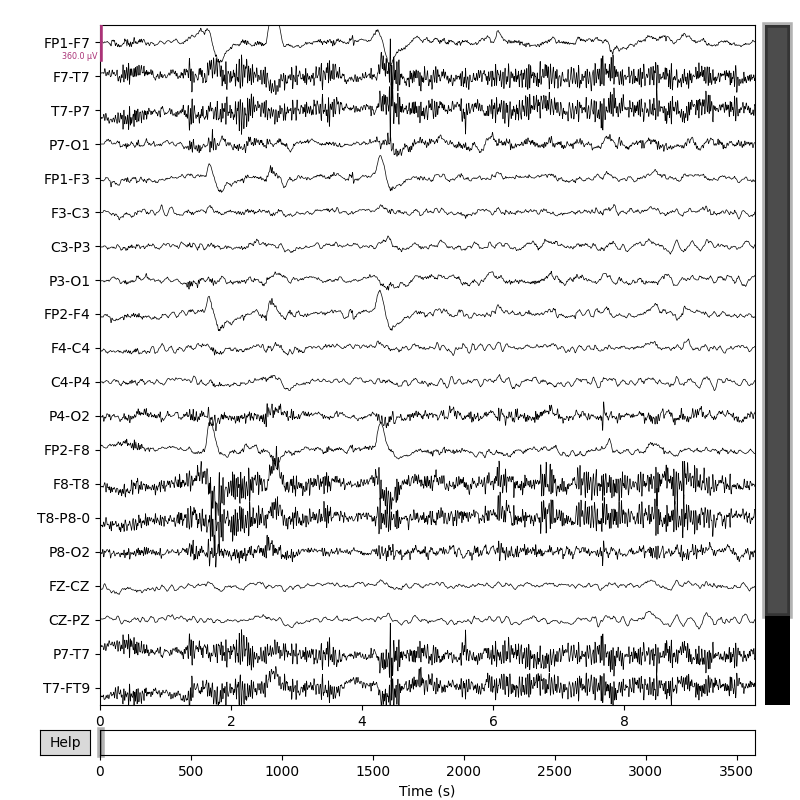 FP1-F7
360.0 µV
F7-T7
T7-P7
P7-O1
FP1-F3
F3-C3
C3-P3
P3-O1
FP2-F4
F4-C4
C4-P4
P4-O2
FP2-F8
F8-T8
T8-P8-0
P8-O2
FZ-CZ
CZ-PZ
P7-T7
T7-FT9
0 2 4 6 8
Help
0 500 1000 1500 2000 2500 3000 3500
Time (s)